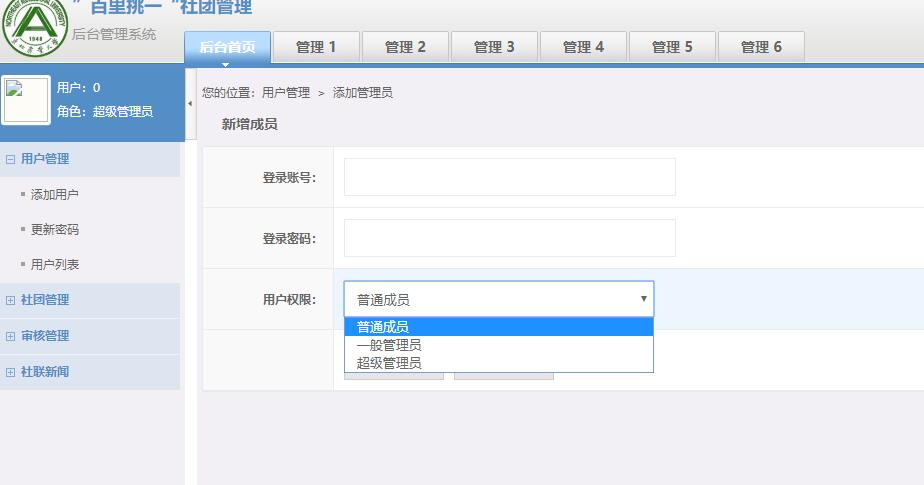 ”百里挑一“社团管理
后台管理系统
NORTHEAST AGRICULTURAL UNIVERSITY
1948
后台首页
管理 1
管理 2
管理 3
管理 4
管理 5
管理 6
用户：0
角色：超级管理员
您的位置：用户管理 > 添加管理员
新增成员
用户管理
添加用户
更新密码
用户列表
社团管理
审核管理
社联新闻
登录账号：
登录密码：
用户权限：
普通成员
普通成员
一般管理员
超级管理员